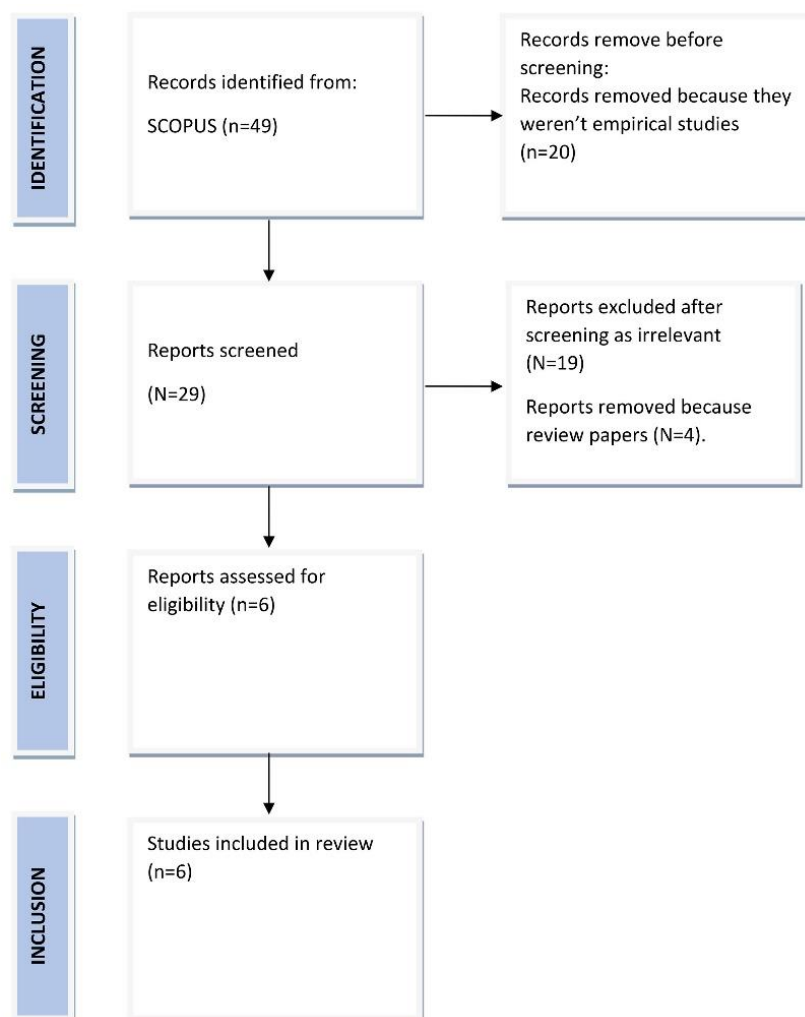 IDENTIFICATION
Records identified from:
SCOPUS (n=49)
Records remove before
screening:
Records removed because they
weren’t empirical studies
(n=20)
SCREENING
Reports screened
(N=29)
Reports excluded after
screening as irrelevant
(N=19)
Reports removed because
review papers (N=4).
ELIGIBILITY
Reports assessed for
eligibility (n=6)
INCLUSION
Studies included in review
(n=6)